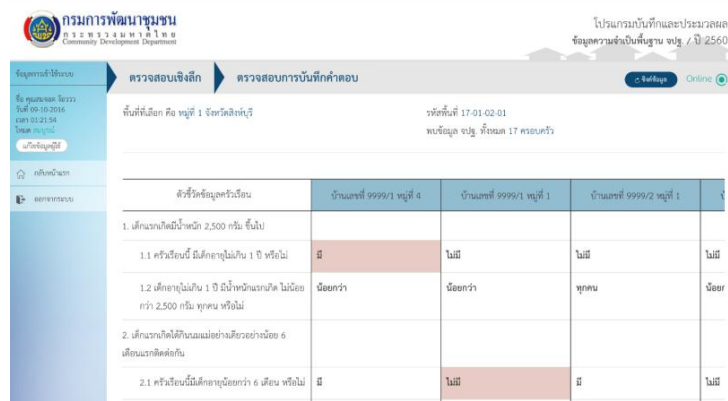 กรมการพัฒนาชุมชน
กระทรวงมหาดไทย
Community Development Department
โปรแกรมบันทึกและประมวลผล
ข้อมูลความจำเป็นพื้นฐาน จปฐ. / ปี 2560
ข้อมูลการเข้าใช้ระบบ
ตรวจสอบเชิงลึก
ตรวจสอบการบันทึกคำตอบ
Online
วันที่ 09-10-2016
เวลา 01:21:54
โหมด สมบูรณ์
แก้ไขข้อมูลผู้ใช้
กลับหน้าแรก
ออกจากระบบ
พื้นที่ที่เลือก คือ หมู่ที่ 1 จังหวัดสิงห์บุรี
รหัสพื้นที่ 17-01-02-01
พบข้อมูล จปฐ. ทั้งหมด 17 ครอบครัว
ตัวชี้วัดข้อมูลครัวเรือน
บ้านเลขที่ 9999/1 หมู่ที่ 4
บ้านเลขที่ 9999/1 หมู่ที่ 1
บ้านเลขที่ 9999/2 หมู่ที่ 1
1. เด็กแรกเกิดมีน้ำหนัก 2,500 กรัม ขึ้นไป
1.1 ครัวเรือนนี้ มีเด็กอายุไม่เกิน 1 ปี หรือไม่
มี
ไม่มี
ไม่มี
ไม่มี
1.2 เด็กอายุไม่เกิน 1 ปี มีน้ำหนักแรกเกิด ไม่น้อย
กว่า 2,500 กรัม ทุกคน หรือไม่
น้อยกว่า
น้อยกว่า
ทุกคน
2. เด็กแรกเกิดได้กินนมแม่อย่างเดียวอย่างน้อย 6
เดือนแรกติดต่อกัน
2.1 ครัวเรือนนี้มีเด็กอายุน้อยกว่า 6 เดือน หรือไม่
มี
ไม่มี
มี
ไม่มี